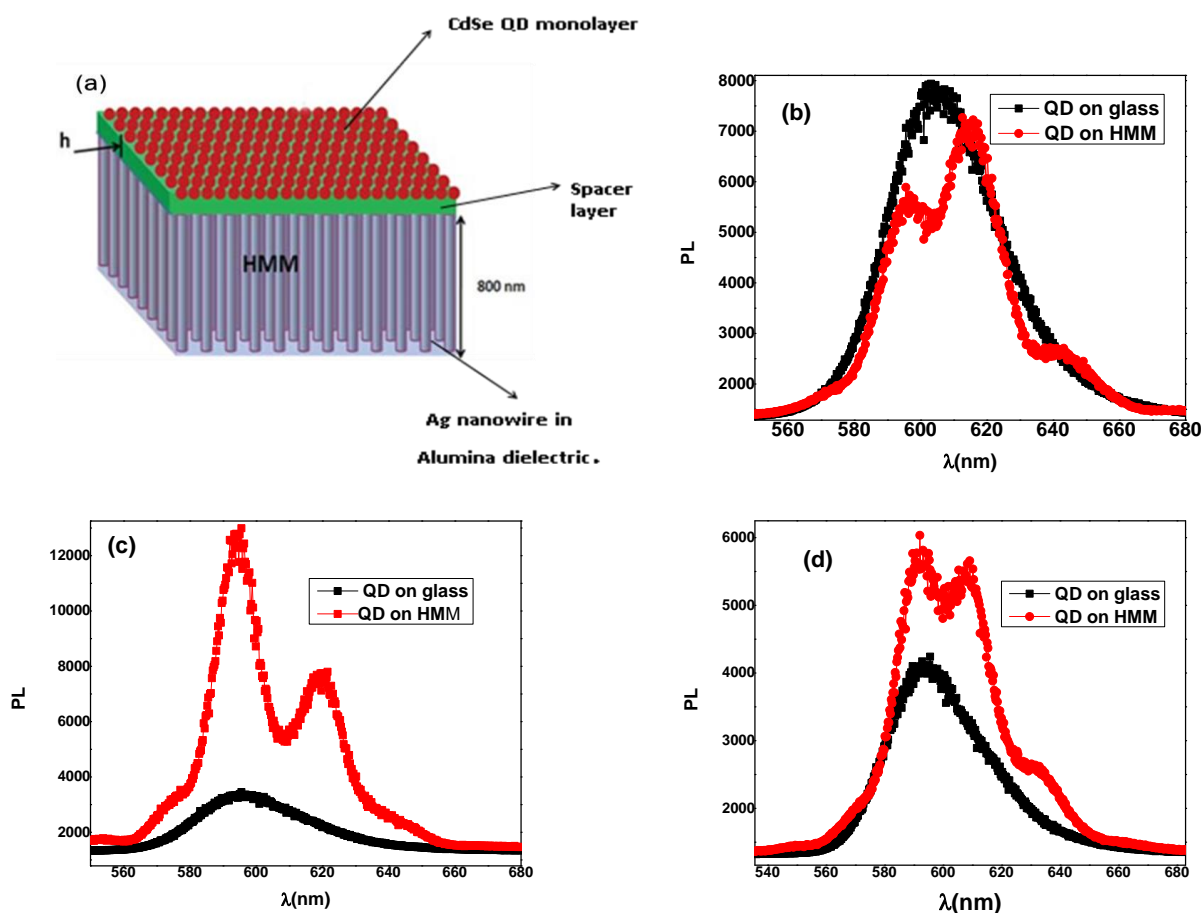 CdSe QD monolayer
(a)
h
Spacer
layer
HMM
800 nm
Ag nanowire in
Alumina dielectric.
(b)
QD on glass
QD on HMM
8000
7000
6000
5000
4000
3000
2000
PL
560 580 600 620 640 660 680
λ(nm)
(c)
QD on glass
QD on HMM
12000
10000
8000
6000
4000
2000
PL
560 580 600 620 640 660 680
λ(nm)
(d)
QD on glass
QD on HMM
6000
5000
4000
3000
2000
PL
540 560 580 600 620 640 660 680
λ(nm)